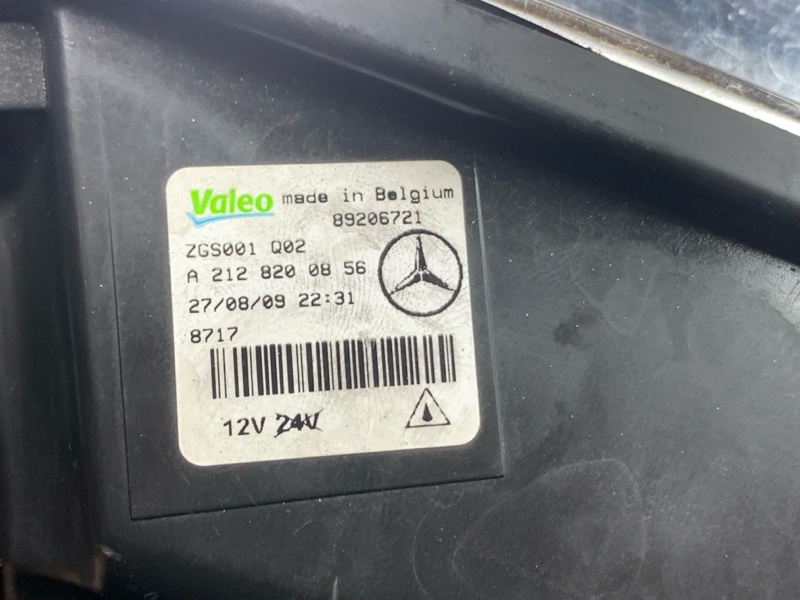 Valeo made in Belgium
89206721
ZGS001 Q02
A 212 820 08 56
27/08/09 22:31
8717
12V 24V